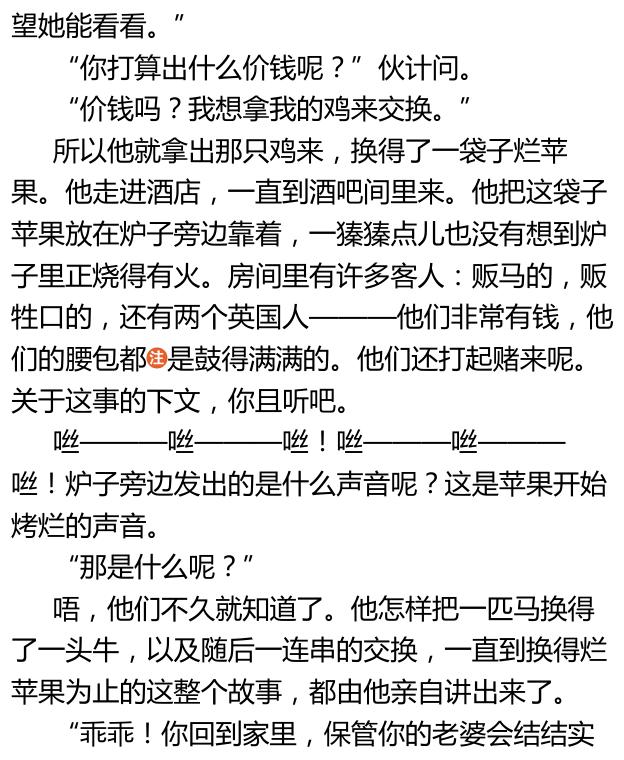 望她能看看。”
“你打算出什么价钱呢？”伙计问。
“价钱吗？我想拿我的鸡来交换。”
所以他就拿出那只鸡来，换得了一袋子烂苹
果。他走进酒店，一直到酒吧间里来。他把这袋子
苹果放在炉子旁边靠着，一獉獉点儿也没有想到炉
子里正烧得有火。房间里有许多客人：贩马的，贩
牲口的，还有两个英国人————他们非常有钱，他
们的腰包都注是鼓得满满的。他们还打起赌来呢。
关于这事的下文，你且听吧。
咝————咝————咝！咝————咝————
咝！炉子旁边发出的是什么声音呢？这是苹果开始
烤烂的声音。
“那是什么呢？”
唔，他们不久就知道了。他怎样把一匹马换得
了一头牛，以及随后一连串的交换，一直到换得烂
苹果为止的这整个故事，都由他亲自讲出来了。
“乖乖！你回到家里，保管你的老婆会结结实